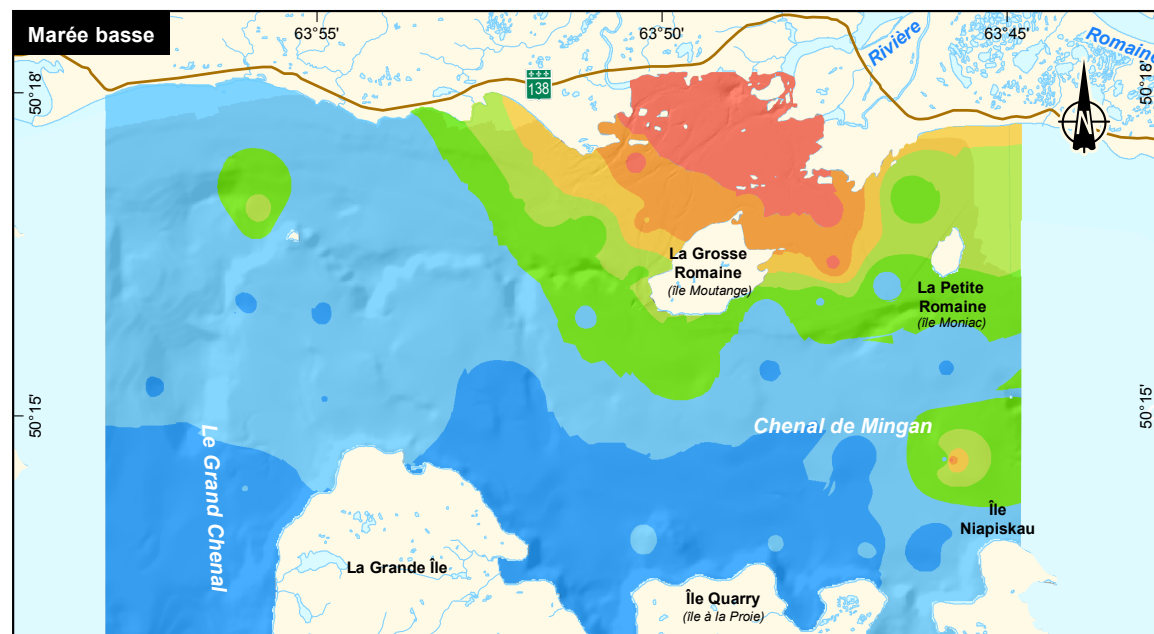 Marée basse
63°55'
63°50'
63°45'
Rivière
Romaine
50°18'
50°18'
138
N
La Grosse
Romaine
(île Moutange)
La Petite
Romaine
(île Moniac)
50°15'
50°15'
Chenal de Mingan
Le Grand Chenal
Île
Niapiskau
La Grande Île
Île Quarry
(île à la Proie)